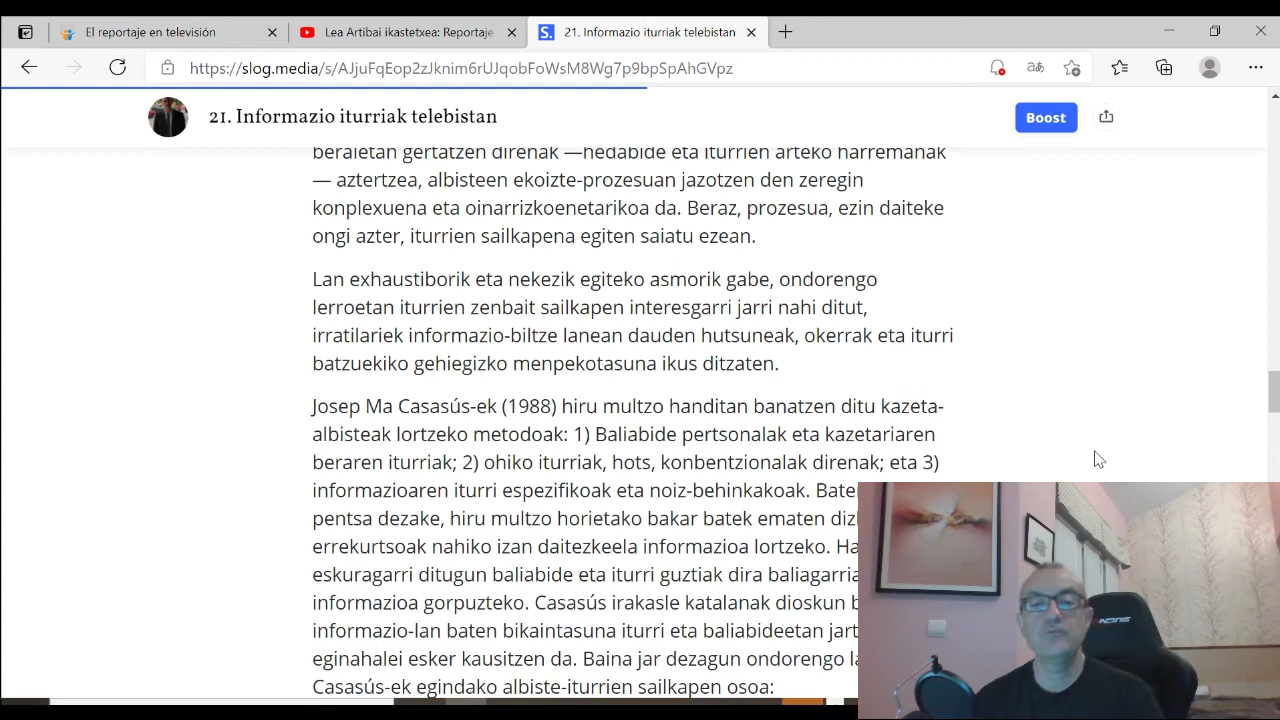 El reportaje en televisión
Lea Artibai ikastetxea: Reportaje
21. Informazio iturriak telebistan
https://slog.media/s/AJjuFqEop2zJknim6rUJqobFoWsM8Wg7p9bpSpAhGVpz
21. Informazio iturriak telebistan
Boost
beraietan gertatzen direnak —hedabide eta iturrien arteko harremanak
— aztertzea, albisteen ekoizte-prozesuan jazotzen den zeregin
konplexuena eta oinarrizkoenetarikoa da. Beraz, prozesua, ezin daiteke
ongi azter, iturrien sailkapena egiten saiatu ezean.
Lan exhaustiborik eta nekezik egiteko asmorik gabe, ondorengo
lerroetan iturrien zenbait sailkapen interesgarri jarri nahi ditut,
irratilariek informazio-biltze lanean dauden hutsuneak, okerrak eta iturri
batzuekiko gehiegizko menpekotasuna ikus ditzaten.
Josep Ma Casasús-ek (1988) hiru multzo handitan banatzen ditu kazeta-
albisteak lortzeko metodoak: 1) Baliabide pertsonalak eta kazetariaren
beraren iturriak; 2) ohiko iturriak, hots, konbentzionalak direnak; eta 3)
informazioaren iturri espezifikoak eta noiz-behinkakoak.
pentsa dezake, hiru multzo horietako bakar batek ematen
errekurtsoak nahiko izan daitezkeela informazioa lortzeko.
eskuragarri ditugun baliabide eta iturri guztiak dira
informazioa gorpuzteko. Casasús irakasle katalanak dioskun
informazio-lan baten bikaintasuna iturri eta baliabideetan
eginahalei esker kausitzen da. Baina jar dezagun ondorengo
Casasús-ek egindako albiste-iturrien sailkapen osoa: